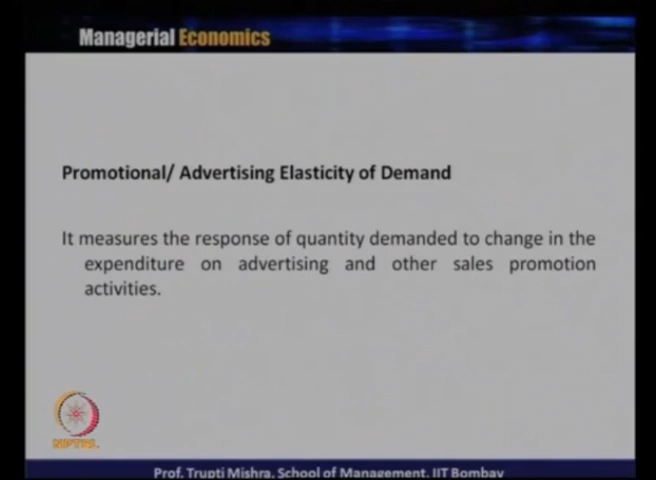 Managerial Economics
Promotional/ Advertising Elasticity of Demand
It measures the response of quantity demanded to change in the
expenditure on advertising and other sales promotion
activities.
NPTEL
Prof. Trupti Mishra, School of Management, IIT Bombay